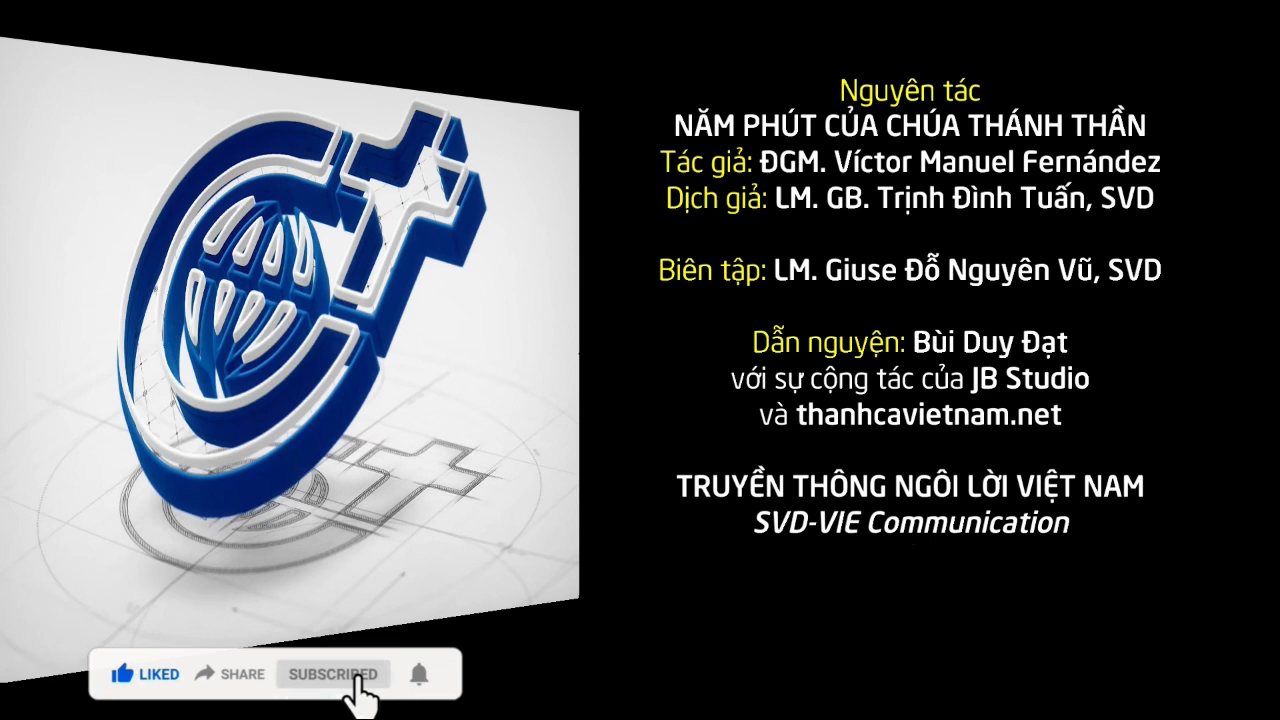 Nguyên tác
NĂM PHÚT CỦA CHÚA THÁNH THẦN
Tác giả: ĐGM. Víctor Manuel Fernández
Dịch giả: LM. GB. Trịnh Đình Tuấn, SVD
Biên tập: LM. Giuse Đỗ Nguyên Vũ, SVD
Dẫn nguyện: Bùi Duy Đạt
với sự cộng tác của JB Studio
và thanhcavietnam.net
TRUYỀN THÔNG NGÔI LỜI VIỆT NAM
SVD-VIE Communication
LIKED SHARE SUBSCRIBED